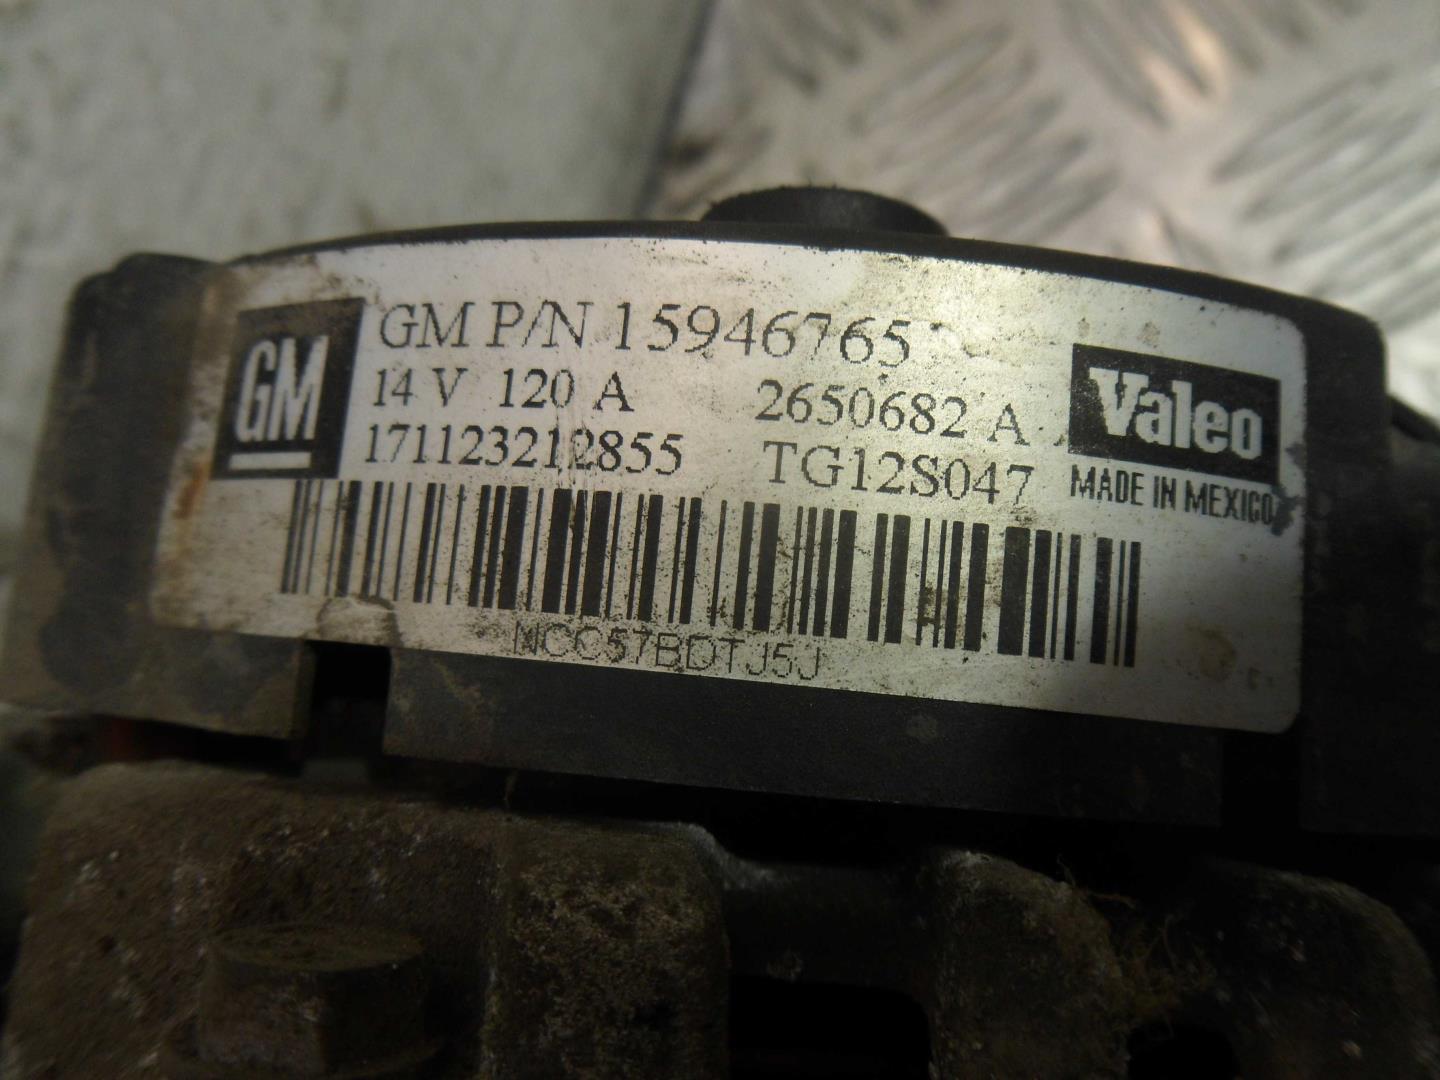 GM
GM P/N 15946765
14 V 120 A 2650682 A
171123212855 TG12S047
Valeo
MADE IN MEXICO
NCC57BDTJ5J